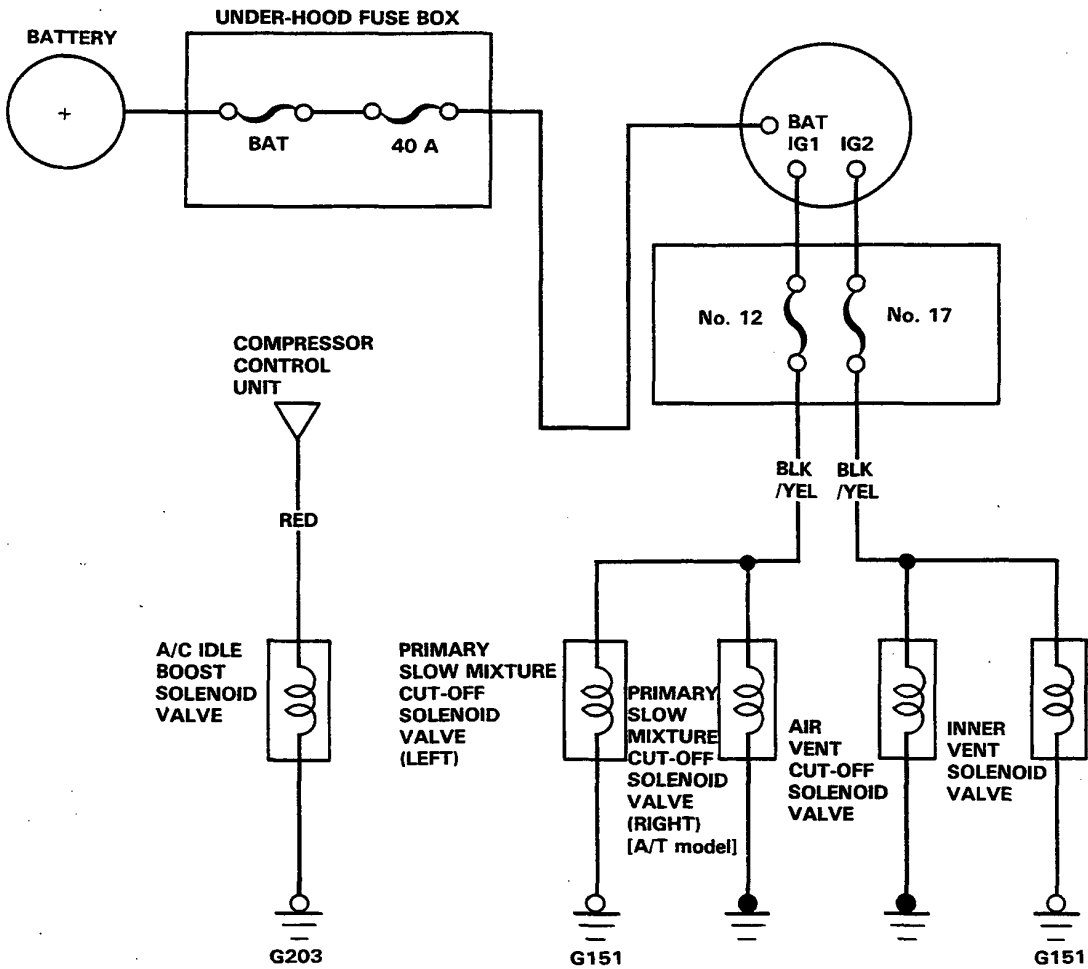 UNDER-HOOD FUSE BOX
BATTERY
+
BAT
40 A
BAT
IG1 IG2
No. 12
No. 17
COMPRESSOR
CONTROL
UNIT
BLK
/YEL
BLK
/YEL
RED
A/C IDLE
BOOST
SOLENOID
VALVE
PRIMARY
SLOW MIXTURE
CUT-OFF
SOLENOID
VALVE
(LEFT)
PRIMARY
SLOW
MIXTURE
CUT-OFF
SOLENOID
VALVE
(RIGHT)
[A/T model]
AIR
VENT
CUT-OFF
SOLENOID
VALVE
INNER
VENT
SOLENOID
VALVE
G203
G151
G151